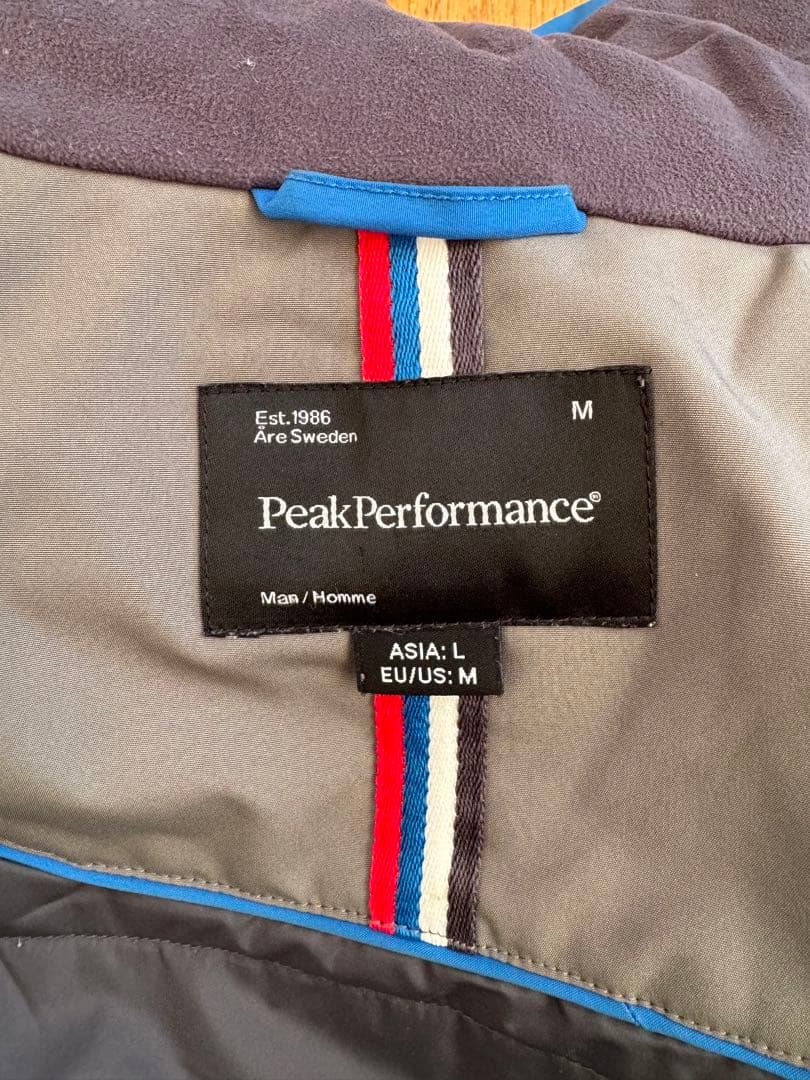 Est.1986
M
Åre Sweden
PeakPerformance®
Man / Homme
ASIA: L
EU/US: M